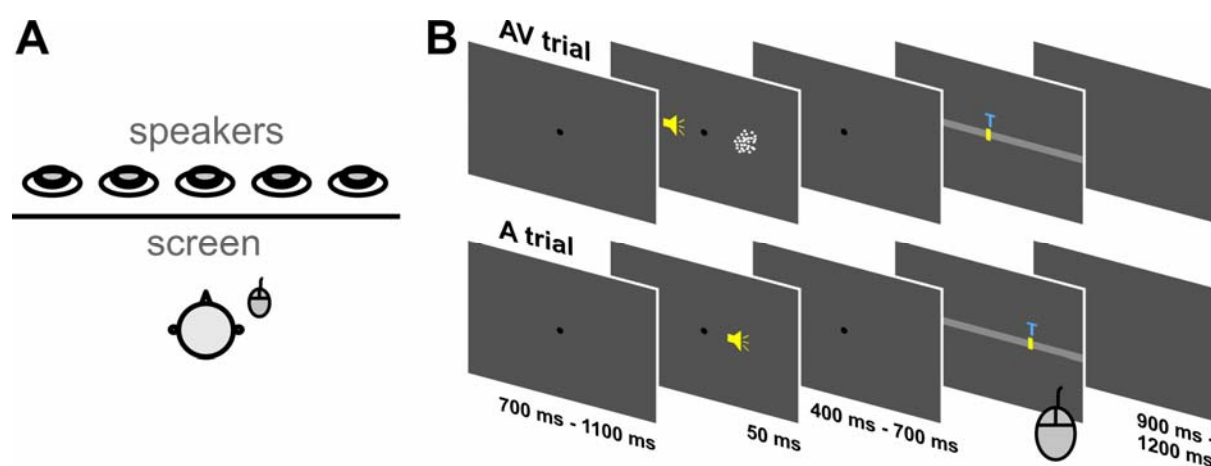 A
speakers
screen
B
AV trial
T
A trial
T
700 ms - 1100 ms
50 ms
400 ms - 700 ms
900 ms -
1200 ms